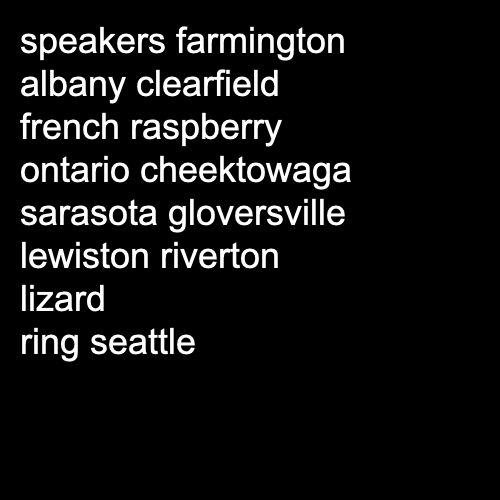 speakers farmington
albany clearfield
french raspberry
ontario cheektowaga
sarasota gloversville
lewiston riverton
lizard
ring seattle